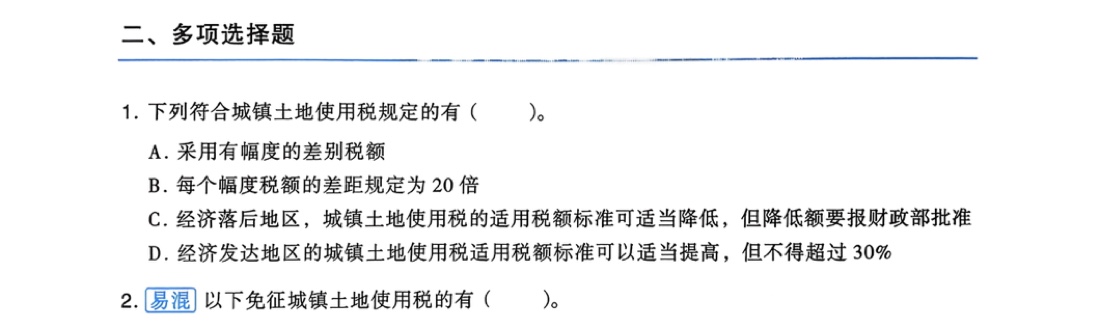 二、多项选择题
1. 下列符合城镇土地使用税规定的有（  ）。
A. 采用有幅度的差别税额
B. 每个幅度税额的差距规定为 20 倍
C. 经济落后地区，城镇土地使用税的适用税额标准可适当降低，但降低额要报财政部批准
D. 经济发达地区的城镇土地使用税适用税额标准可以适当提高，但不得超过 30%
2. 易混 以下免征城镇土地使用税的有（  ）。